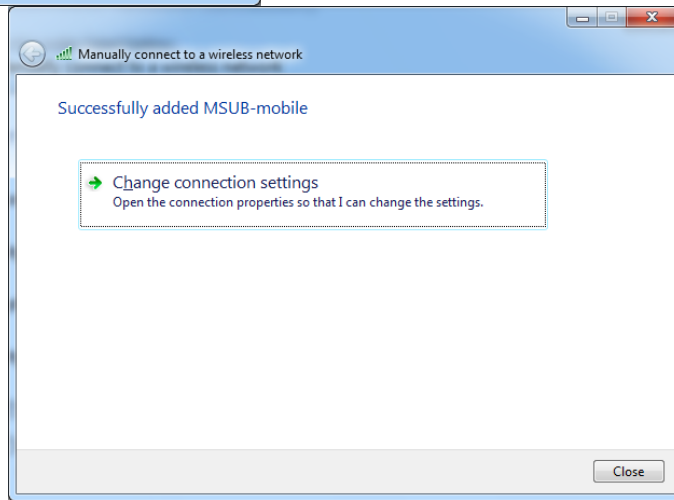 Manually connect to a wireless network
Successfully added MSUB-mobile
Change connection settings
Open the connection properties so that I can change the settings.
Close